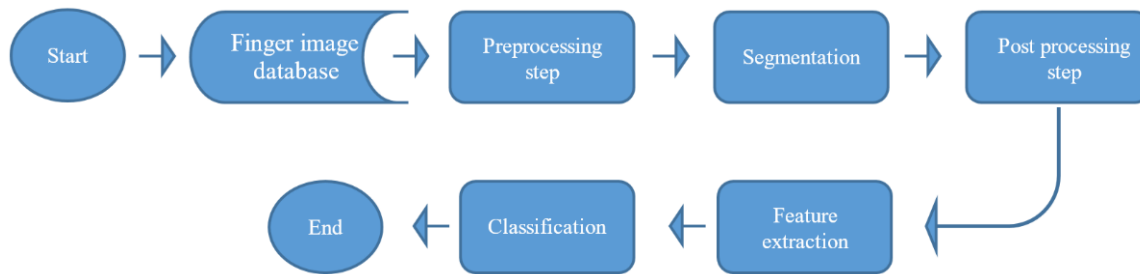 Start
Finger image
database
Preprocessing
step
Segmentation
Post processing
step
Feature
extraction
Classification
End